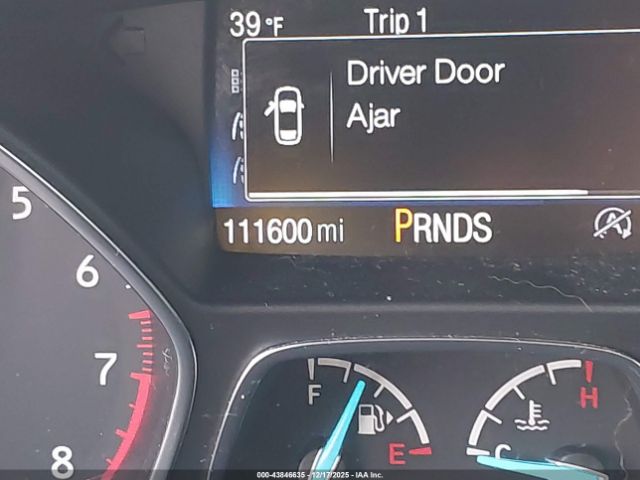 39°F Trip 1
Driver Door
Ajar
111600 mi PRNDS
A
5
6
7
8
F
E
H
C
000-43846635 - 12/17/2025 - IAA Inc.